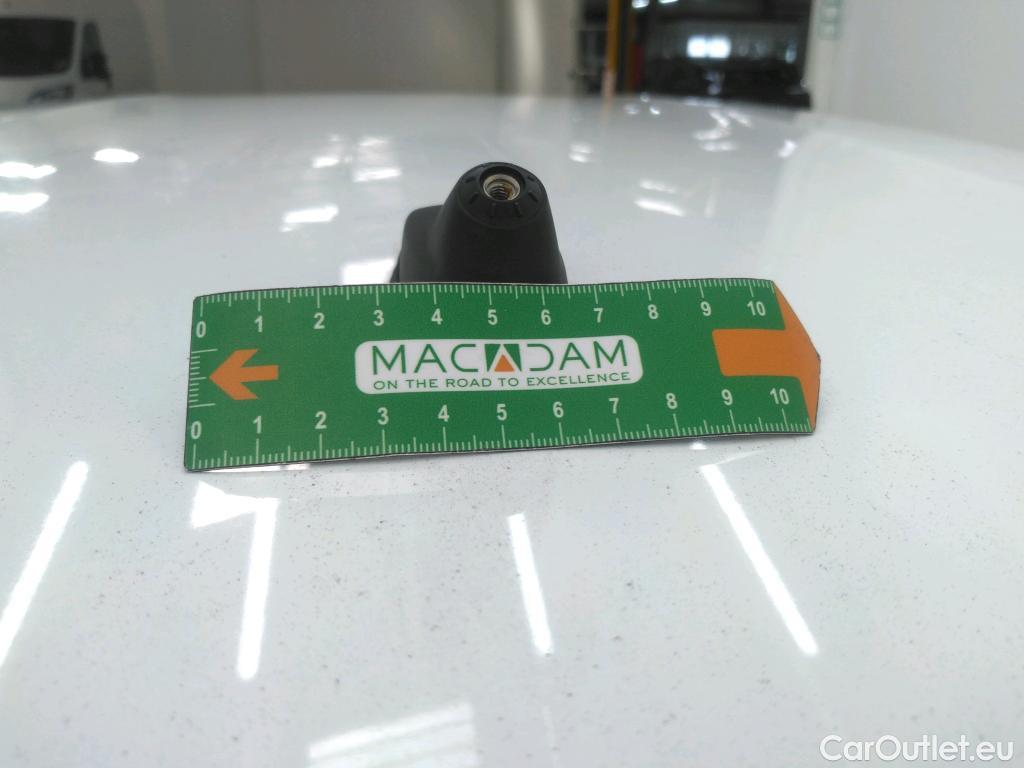 0 1 2 3 4 5 6 7 8 9 10
MACADAM
ON THE ROAD TO EXCELLENCE
0 1 2 3 4 5 6 7 8 9 10
CarOutlet.eu